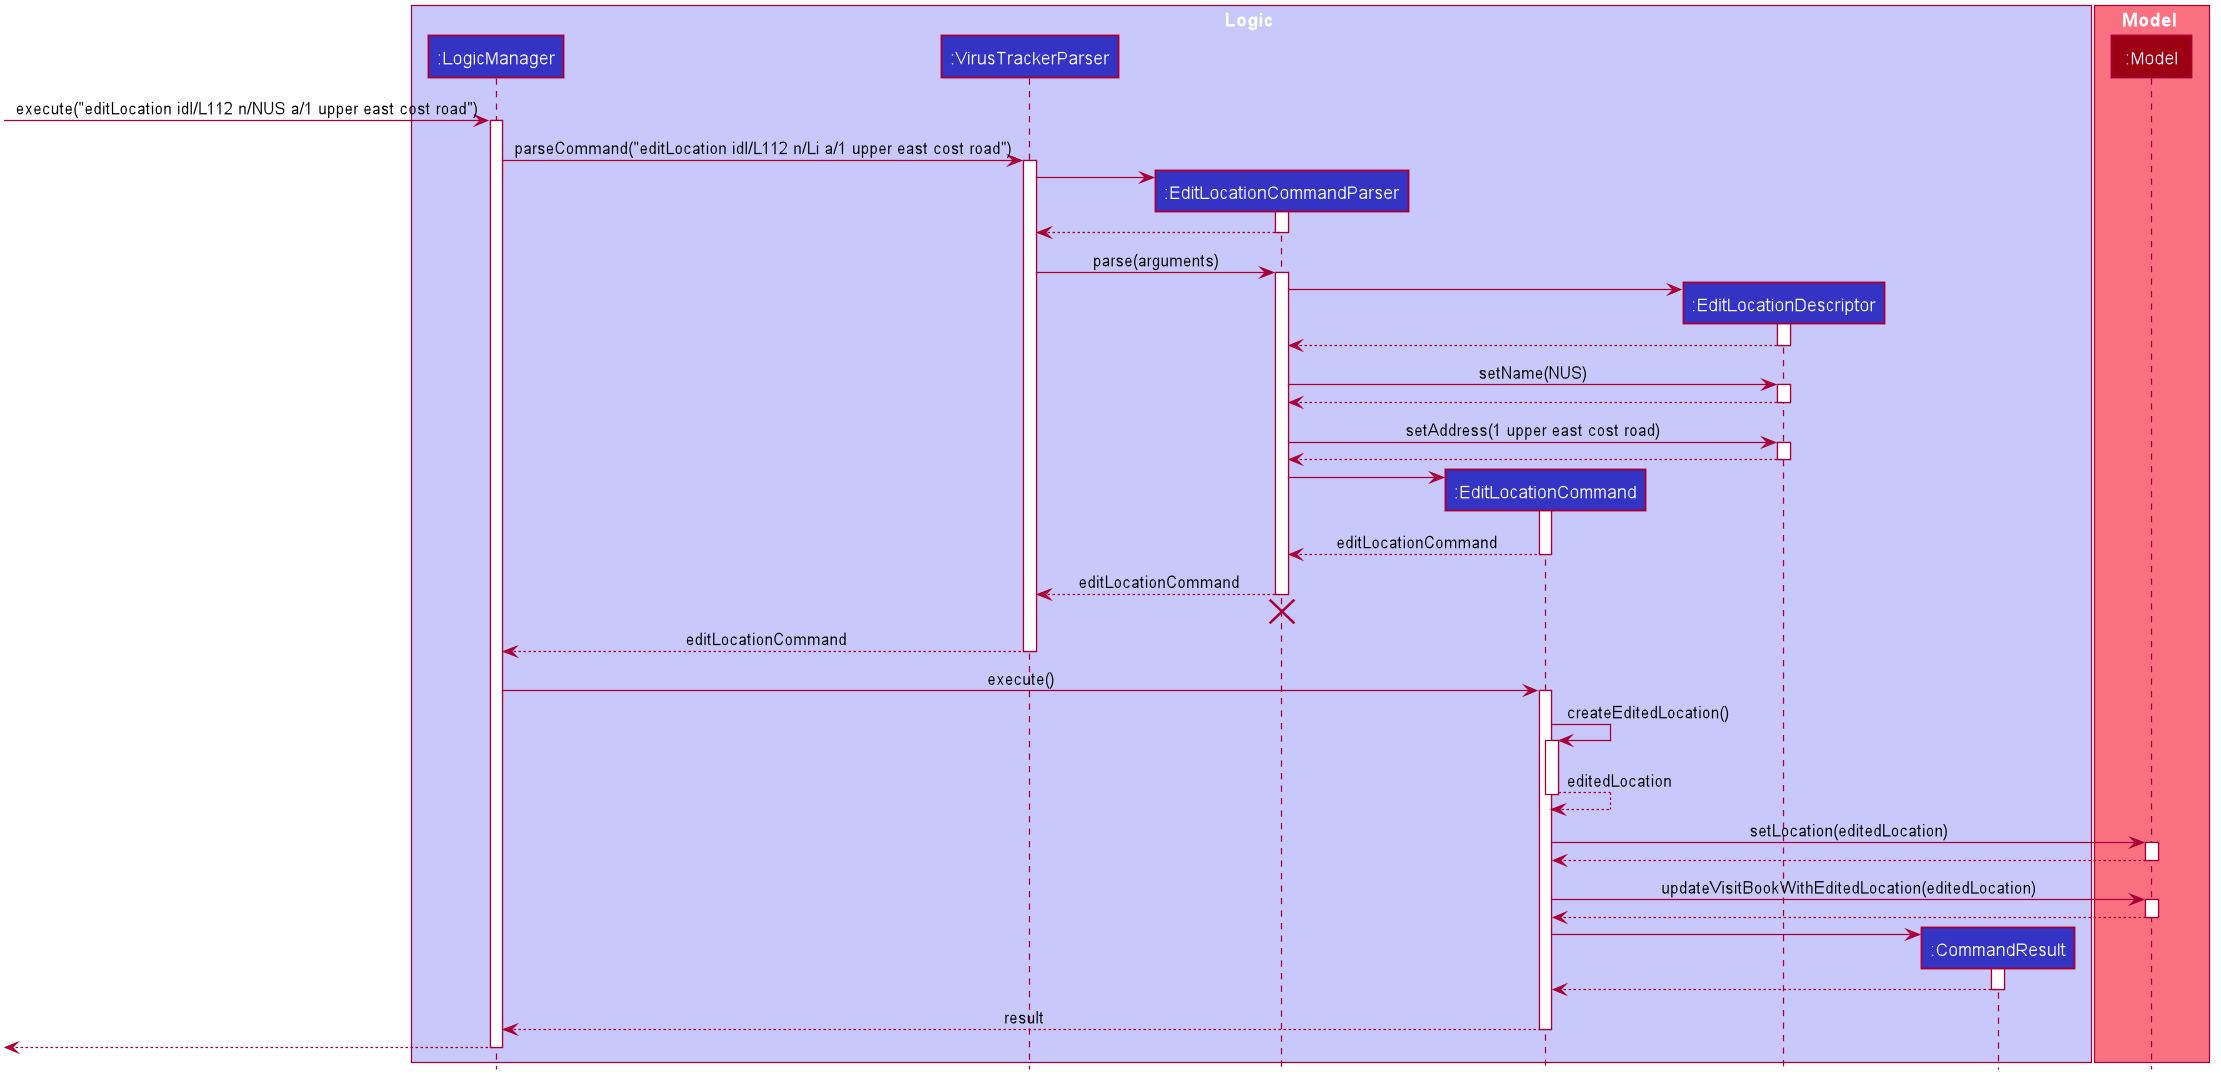 Logic
Model
:LogicManager
:VirusTrackerParser
:Model
execute("editLocation idl/L112 n/NUS a/1 upper east cost road")
parseCommand("editLocation idl/L112 n/Li a/1 upper east cost road")
:EditLocationCommandParser
parse(arguments)
:EditLocationDescriptor
setName(NUS)
setAddress(1 upper east cost road)
:EditLocationCommand
editLocationCommand
editLocationCommand
editLocationCommand
execute()
createEditedLocation()
editedLocation
setLocation(editedLocation)
updateVisitBookWithEditedLocation(editedLocation)
:CommandResult
result